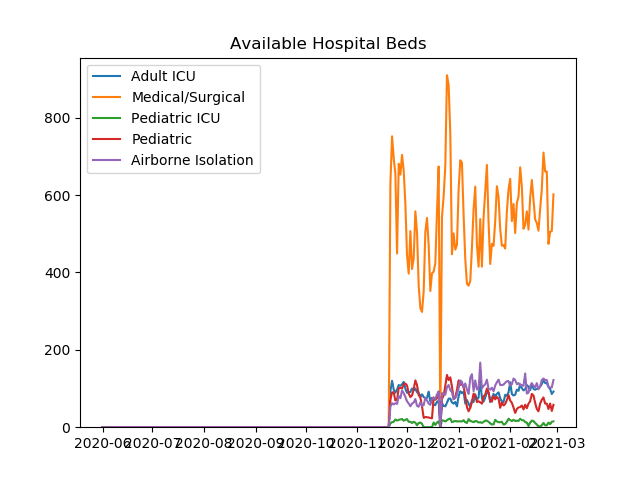 Available Hospital Beds
Adult ICU
Medical/Surgical
Pediatric ICU
Pediatric
Airborne Isolation
800
600
400
200
0
2020-06 2020-07 2020-08 2020-09 2020-10 2020-11 2020-12 2021-01 2021-02 2021-03